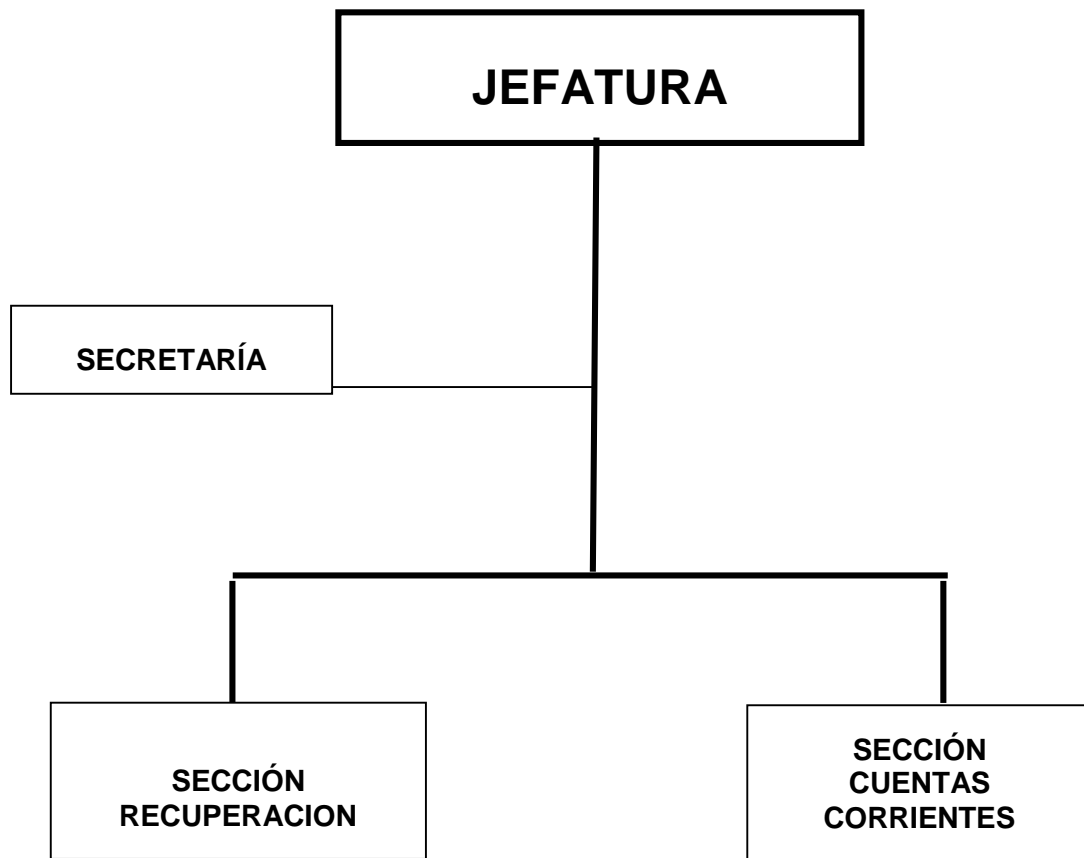 JEFATURA
SECRETARÍA
SECCIÓN
RECUPERACION
SECCIÓN
CUENTAS
CORRIENTES